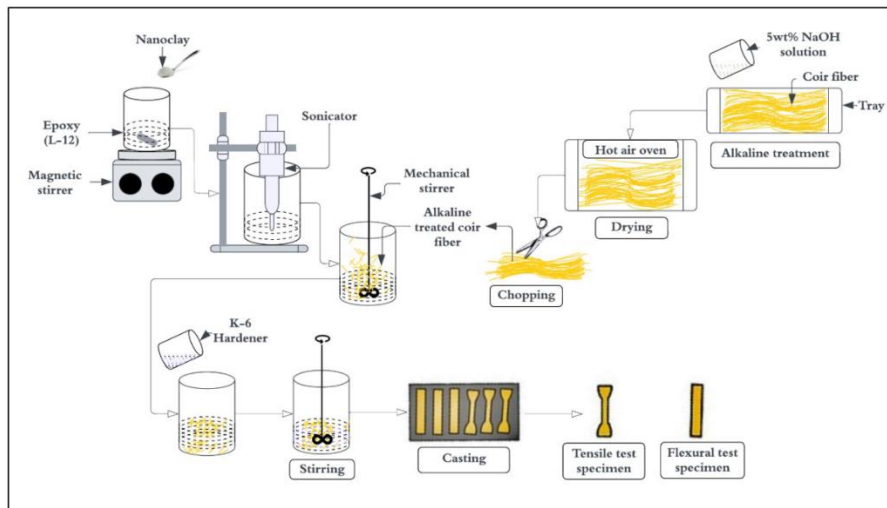 Nanoclay
Epoxy
(L-12)
Magnetic
stirrer
Sonicator
Mechanical
stirrer
Alkaline
treated coir
fiber
5wt% NaOH
solution
Coir fiber
Tray
Alkaline treatment
Hot air oven
Drying
Chopping
K-6
Hardener
Stirring
Casting
Tensile test
specimen
Flexural test
specimen